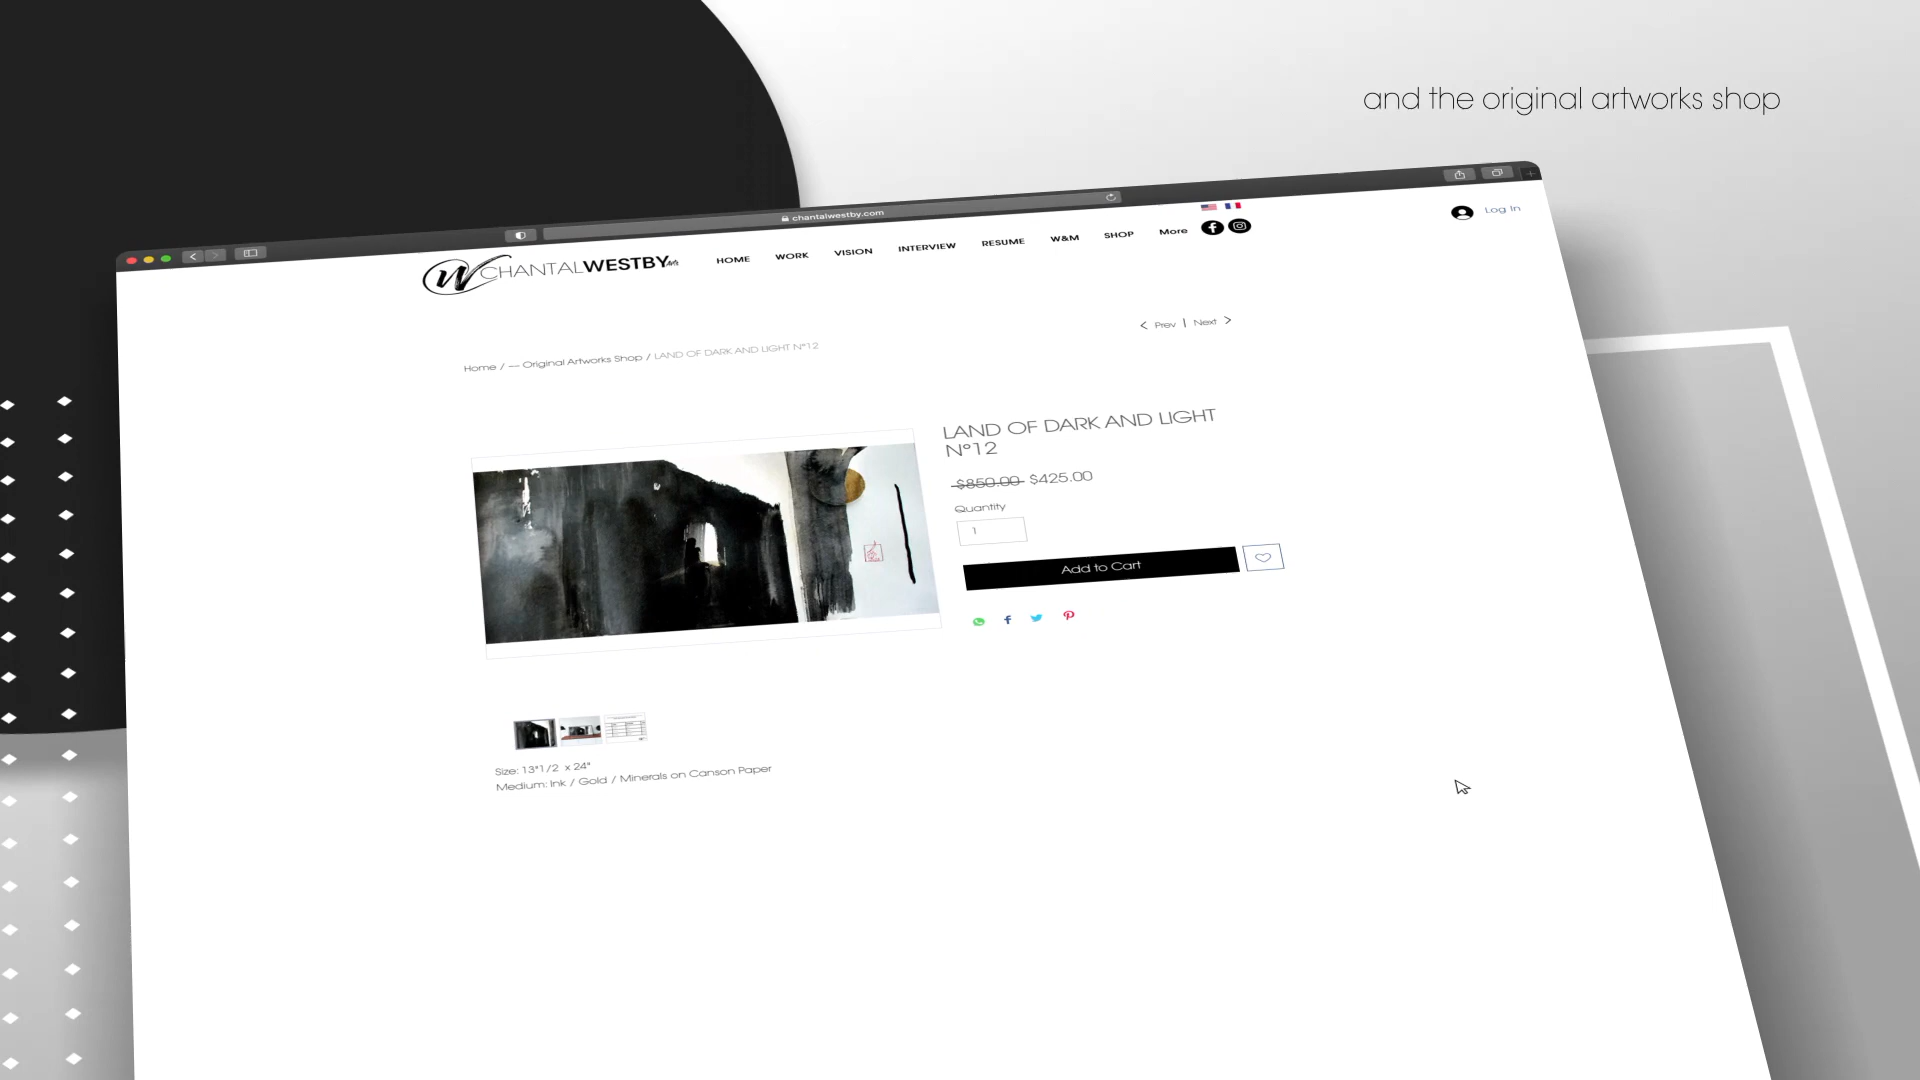 and the original artworks shop
chantalwestby.com
Log In
CHANTALWESTBY
HOME WORK VISION INTERVIEW RESUME W&M SHOP More
Prev | Next
Home / — Original Artworks Shop / LAND OF DARK AND LIGHT N°12
LAND OF DARK AND LIGHT
N°12
$850.00 $425.00
Quantity
1
Add to Cart
Size: 13"1/2 x 24"
Medium: Ink / Gold / Minerals on Canson Paper